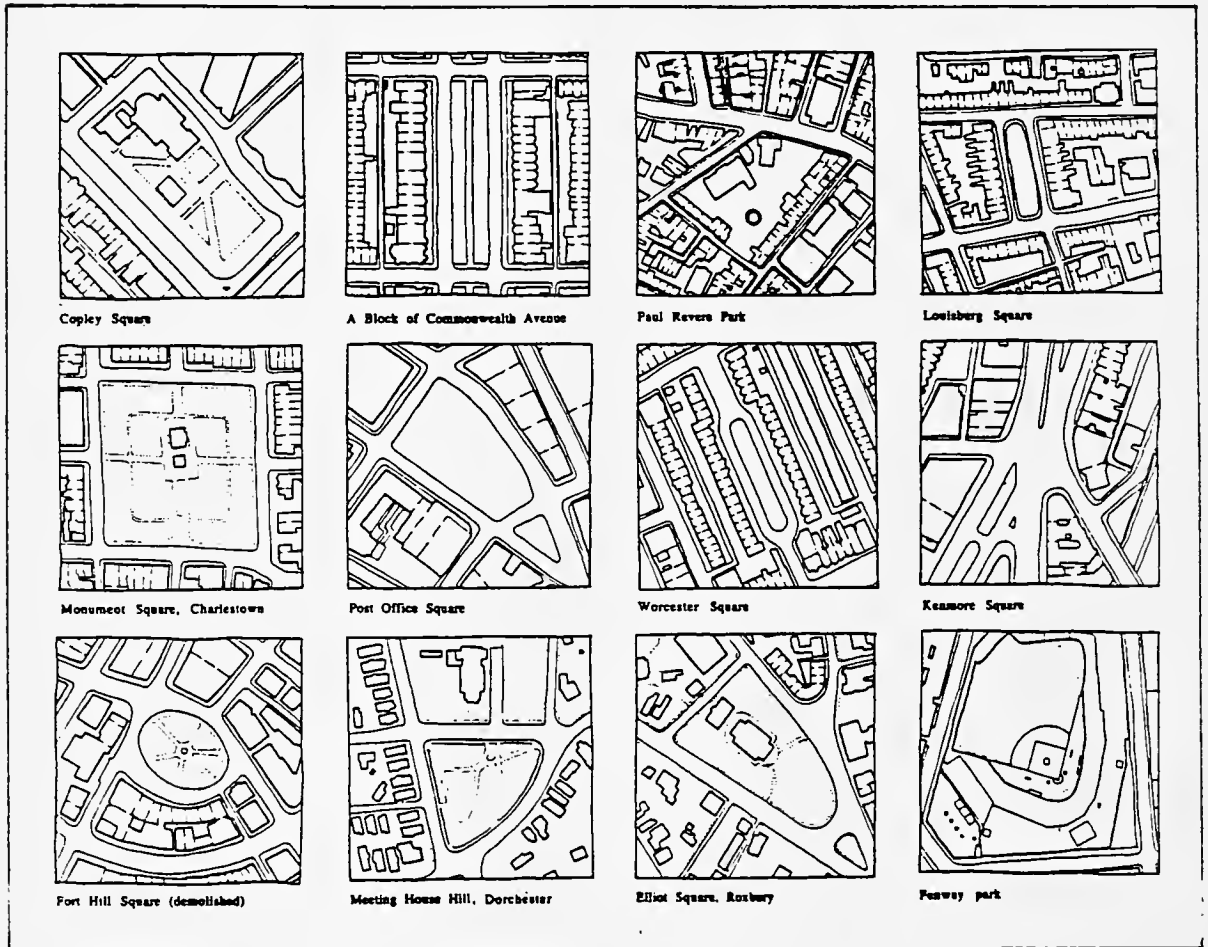 Copley Square
A Block of Commonwealth Avenue
Paul Revere Park
Louisberg Square
Monument Square, Charlestown
Post Office Square
Worcester Square
Kenmore Square
Fort Hill Square (demolished)
Meeting House Hill, Dorchester
Elliot Square, Roxbury
Fenway park